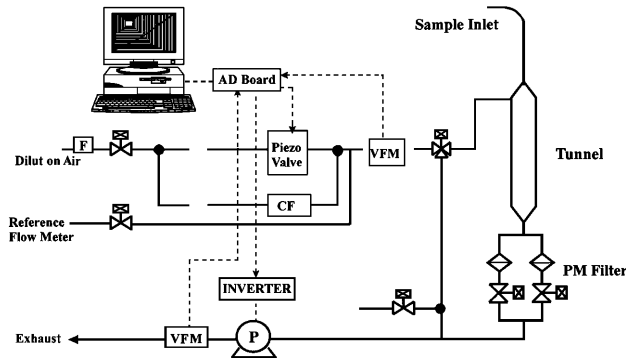 Sample Inlet
AD Board
F
Dilut on Air
Piezo
Valve
VFM
Tunnel
CF
Reference
Flow Meter
PM Filter
INVERTER
Exhaust
VFM
P